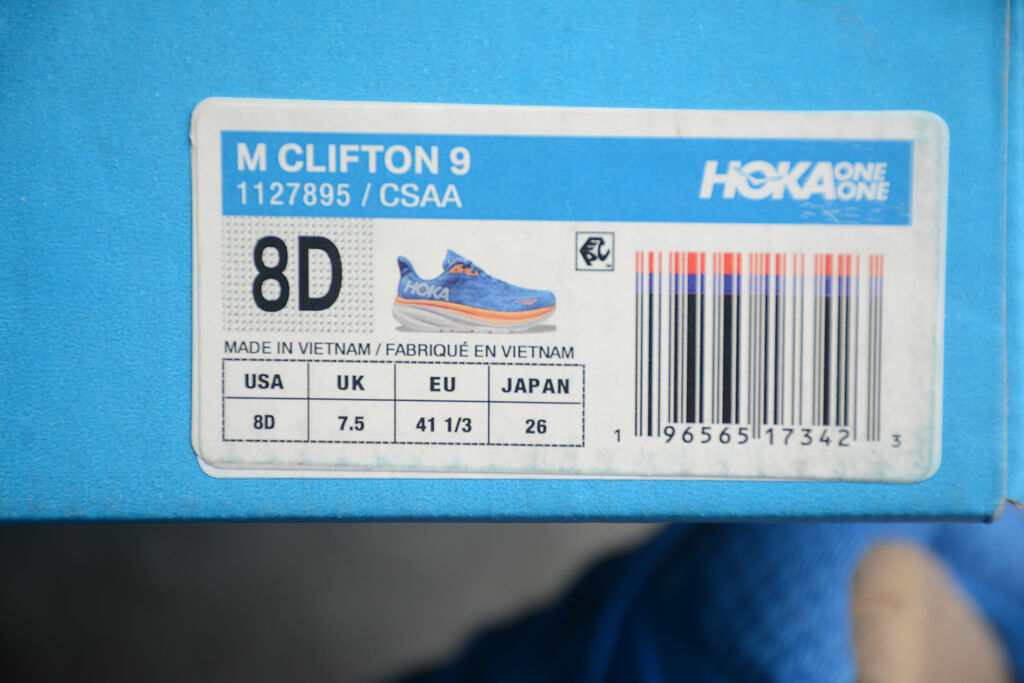 M CLIFTON 9
1127895 / CSAA
HOKA ONE ONE
8D
HOKA
MADE IN VIETNAM / FABRIQUÉ EN VIETNAM
USA UK EU JAPAN
8D 7.5 41 1/3 26
1 96565 17342 3